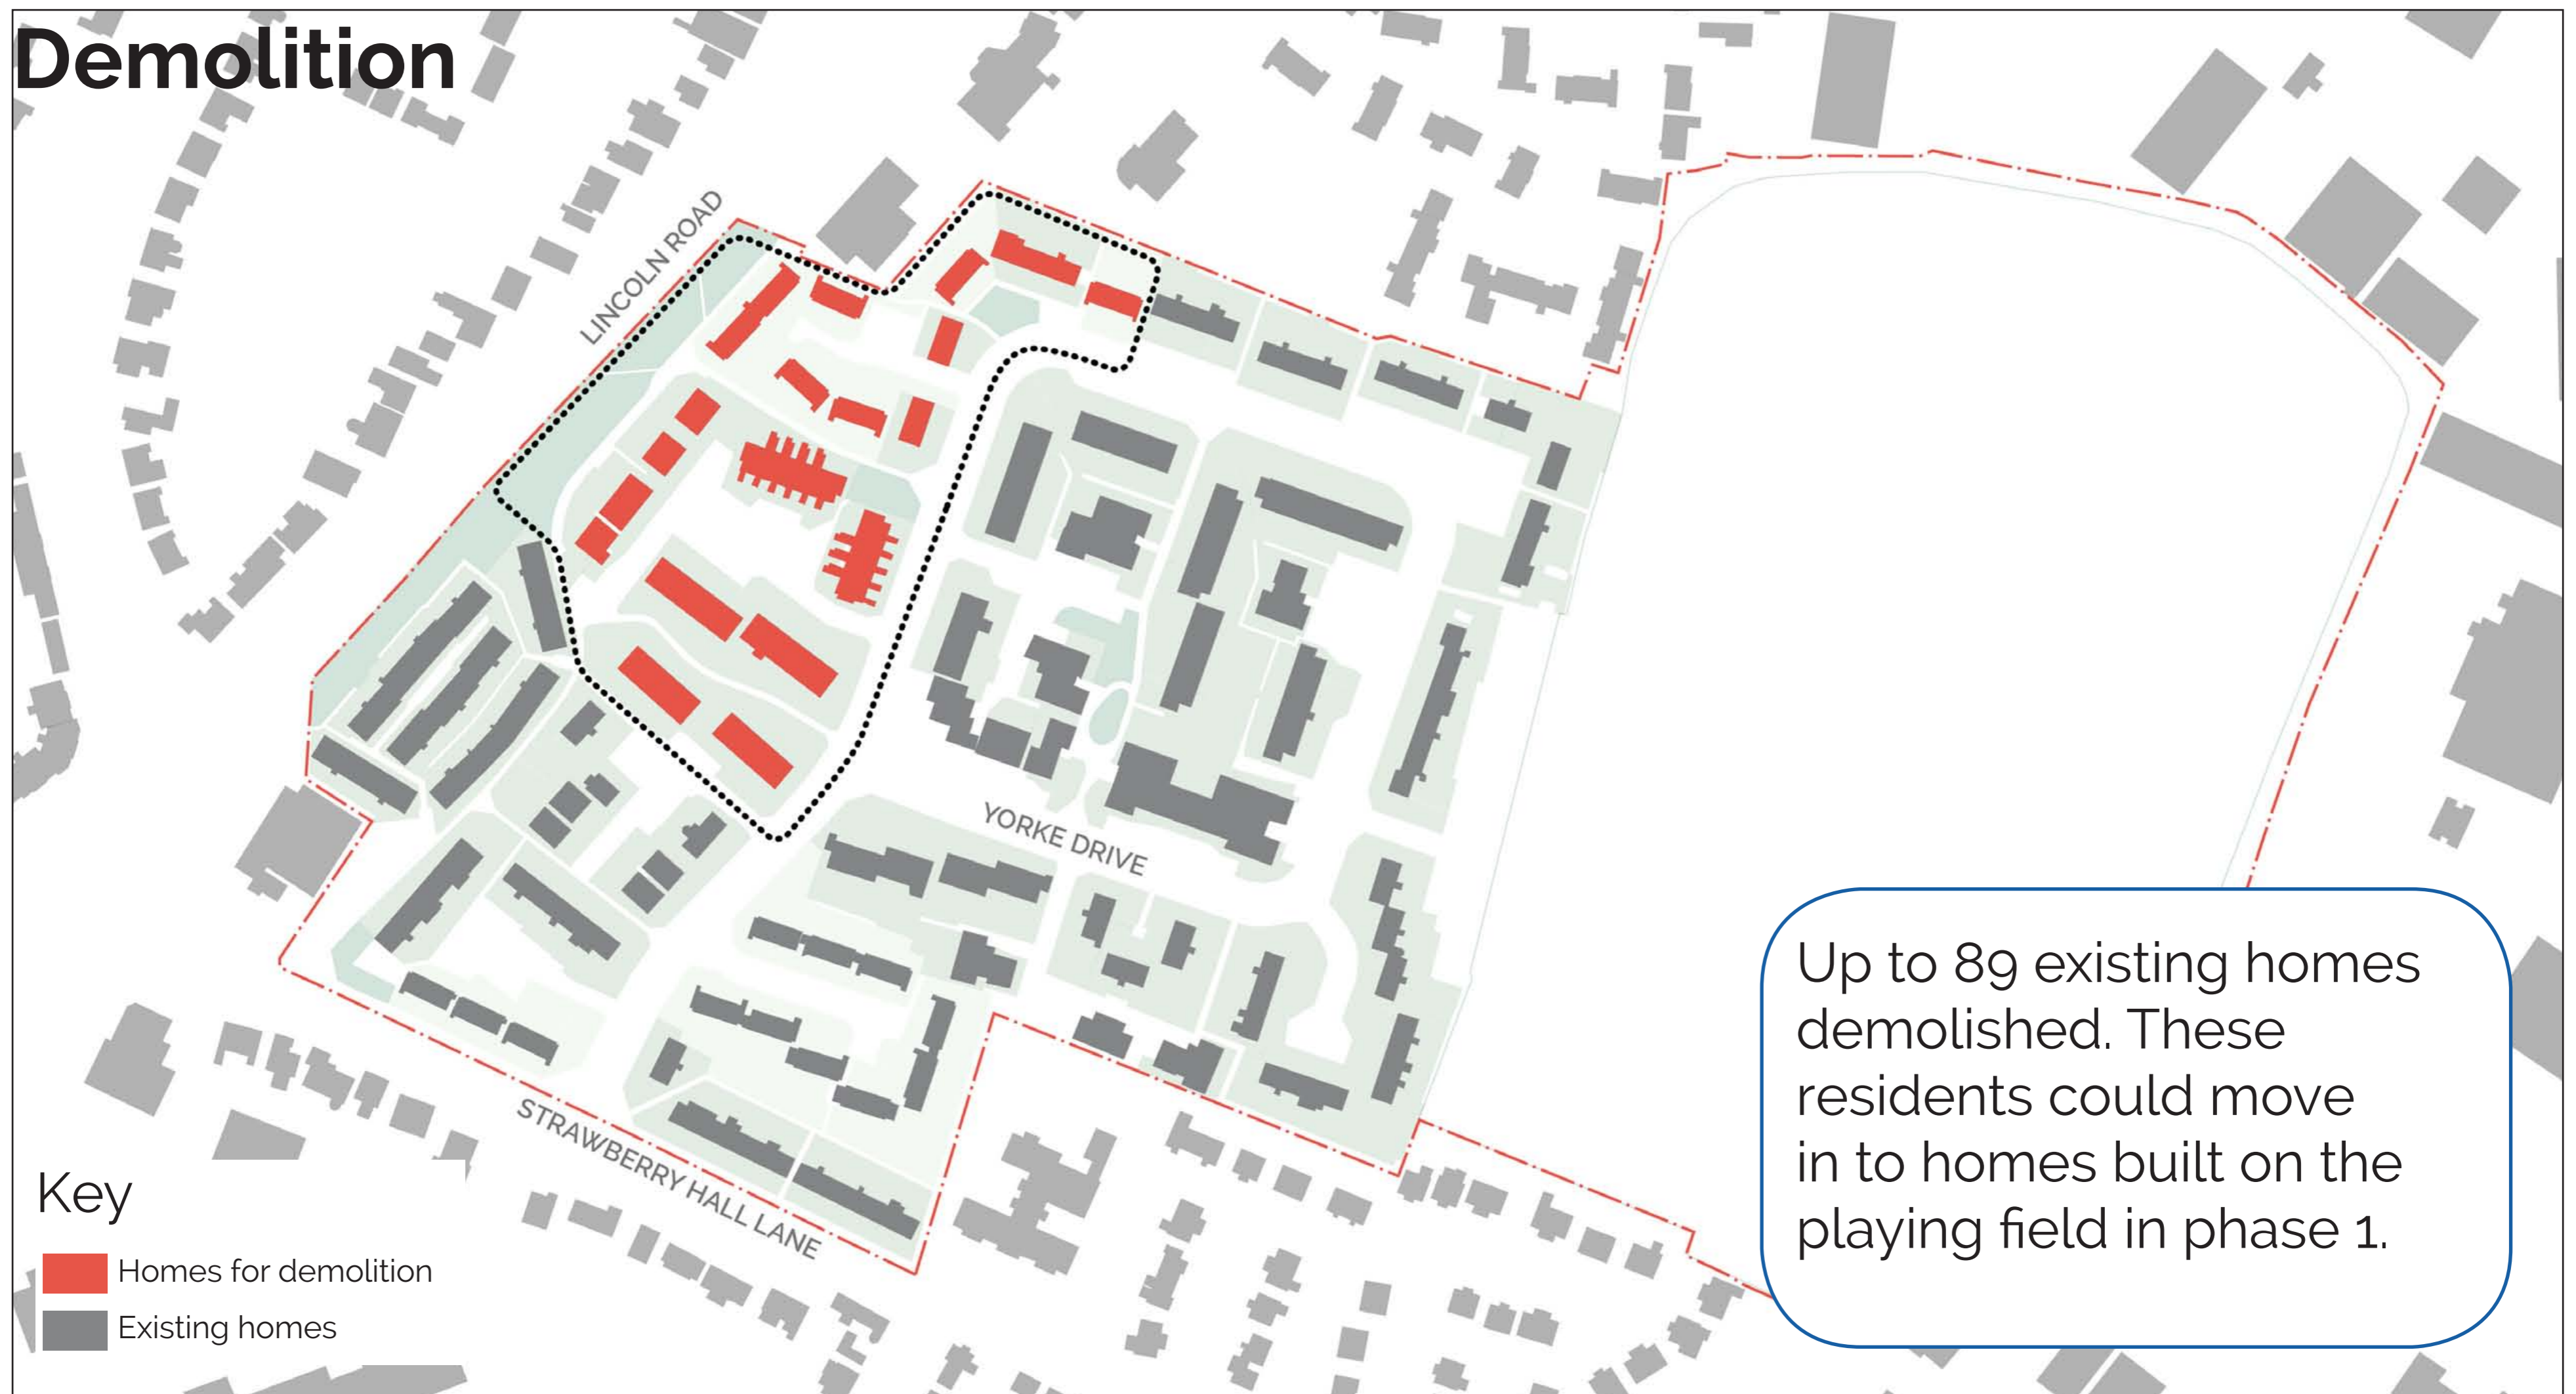 Demolition
LINCOLN ROAD
YORKE DRIVE
STRAWBERRY HALL LANE
Up to 89 existing homes
demolished. These
residents could move
in to homes built on the
playing field in phase 1.
Key
Homes for demolition
Existing homes